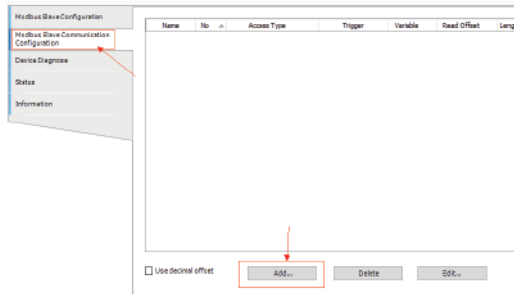 Modbus Slave Configuration
Modbus Slave Communication
Configuration
Device Diagnose
Status
Information
Name No Access Type Trigger Variable Read Offset Leng
Use decimal offset
Add...
Delete
Edit...